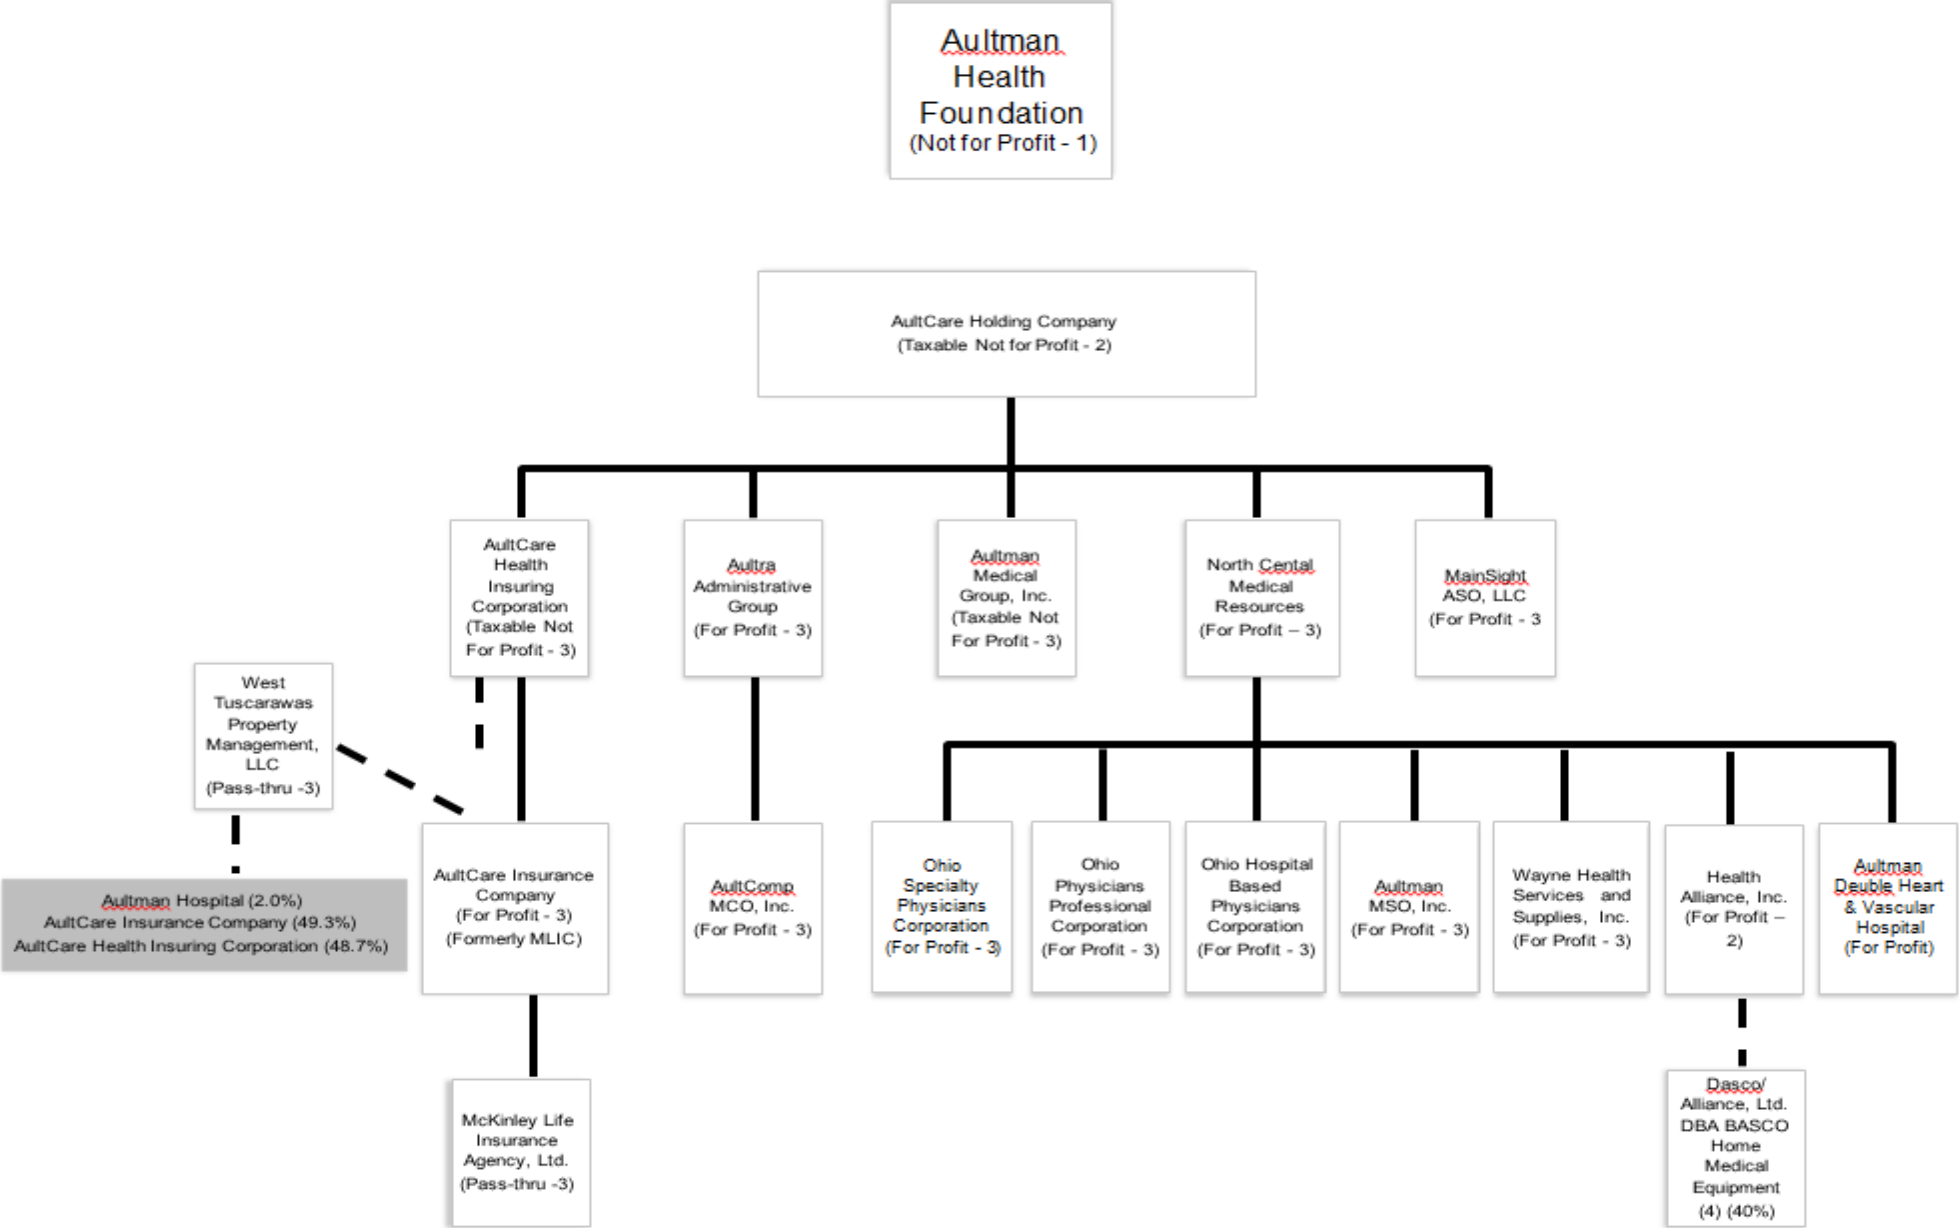 Aultman
Health
Foundation
(Not for Profit - 1)
AultCare Holding Company
(Taxable Not for Profit - 2)
AultCare
Health
Insuring
Corporation
(Taxable Not
For Profit - 3)
Aultra
Administrative
Group
(For Profit - 3)
Aultman
Medical
Group, Inc.
(Taxable Not
For Profit - 3)
North Cental
Medical
Resources
(For Profit – 3)
MainSight
ASO, LLC
(For Profit - 3
West
Tuscarawas
Property
Management,
LLC
(Pass-thru -3)
Aultman Hospital (2.0%)
AultCare Insurance Company (49.3%)
AultCare Health Insuring Corporation (48.7%)
AultCare Insurance
Company
(For Profit - 3)
(Formerly MLIC)
AultComp
MCO, Inc.
(For Profit - 3)
Ohio
Specialty
Physicians
Corporation
(For Profit - 3)
Ohio
Physicians
Professional
Corporation
(For Profit - 3)
Ohio Hospital
Based
Physicians
Corporation
(For Profit - 3)
Aultman
MSO, Inc.
(For Profit - 3)
Wayne Health
Services and
Supplies, Inc.
(For Profit - 3)
Health
Alliance, Inc.
(For Profit –
2)
Aultman
Deuble Heart
& Vascular
Hospital
(For Profit)
McKinley Life
Insurance
Agency, Ltd.
(Pass-thru -3)
Dasco/
Alliance, Ltd.
DBA BASCO
Home
Medical
Equipment
(4) (40%)